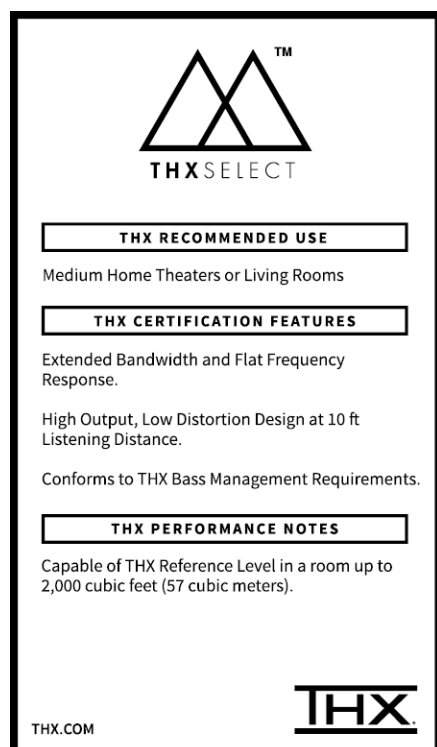 TM
THX SELECT
THX RECOMMENDED USE
Medium Home Theaters or Living Rooms
THX CERTIFICATION FEATURES
Extended Bandwidth and Flat Frequency
Response.
High Output, Low Distortion Design at 10 ft
Listening Distance.
Conforms to THX Bass Management Requirements.
THX PERFORMANCE NOTES
Capable of THX Reference Level in a room up to
2,000 cubic feet (57 cubic meters).
THX.COM
THX